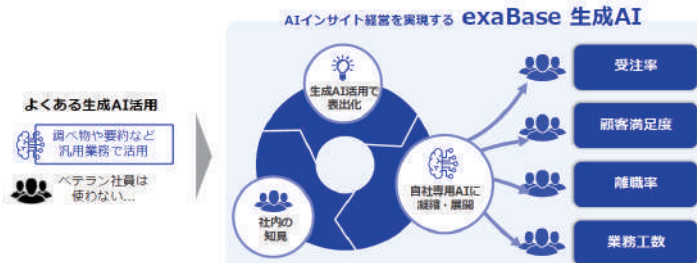 AIインサイト経営を実現する exaBase 生成AI
よくある生成AI活用
調べ物や要約など
汎用業務で活用
ベテラン社員は
使わない...
生成AI活用で
表出化
社内の
知見
自社専用AIに
凝縮・展開
受注率
顧客満足度
離職率
業務工数